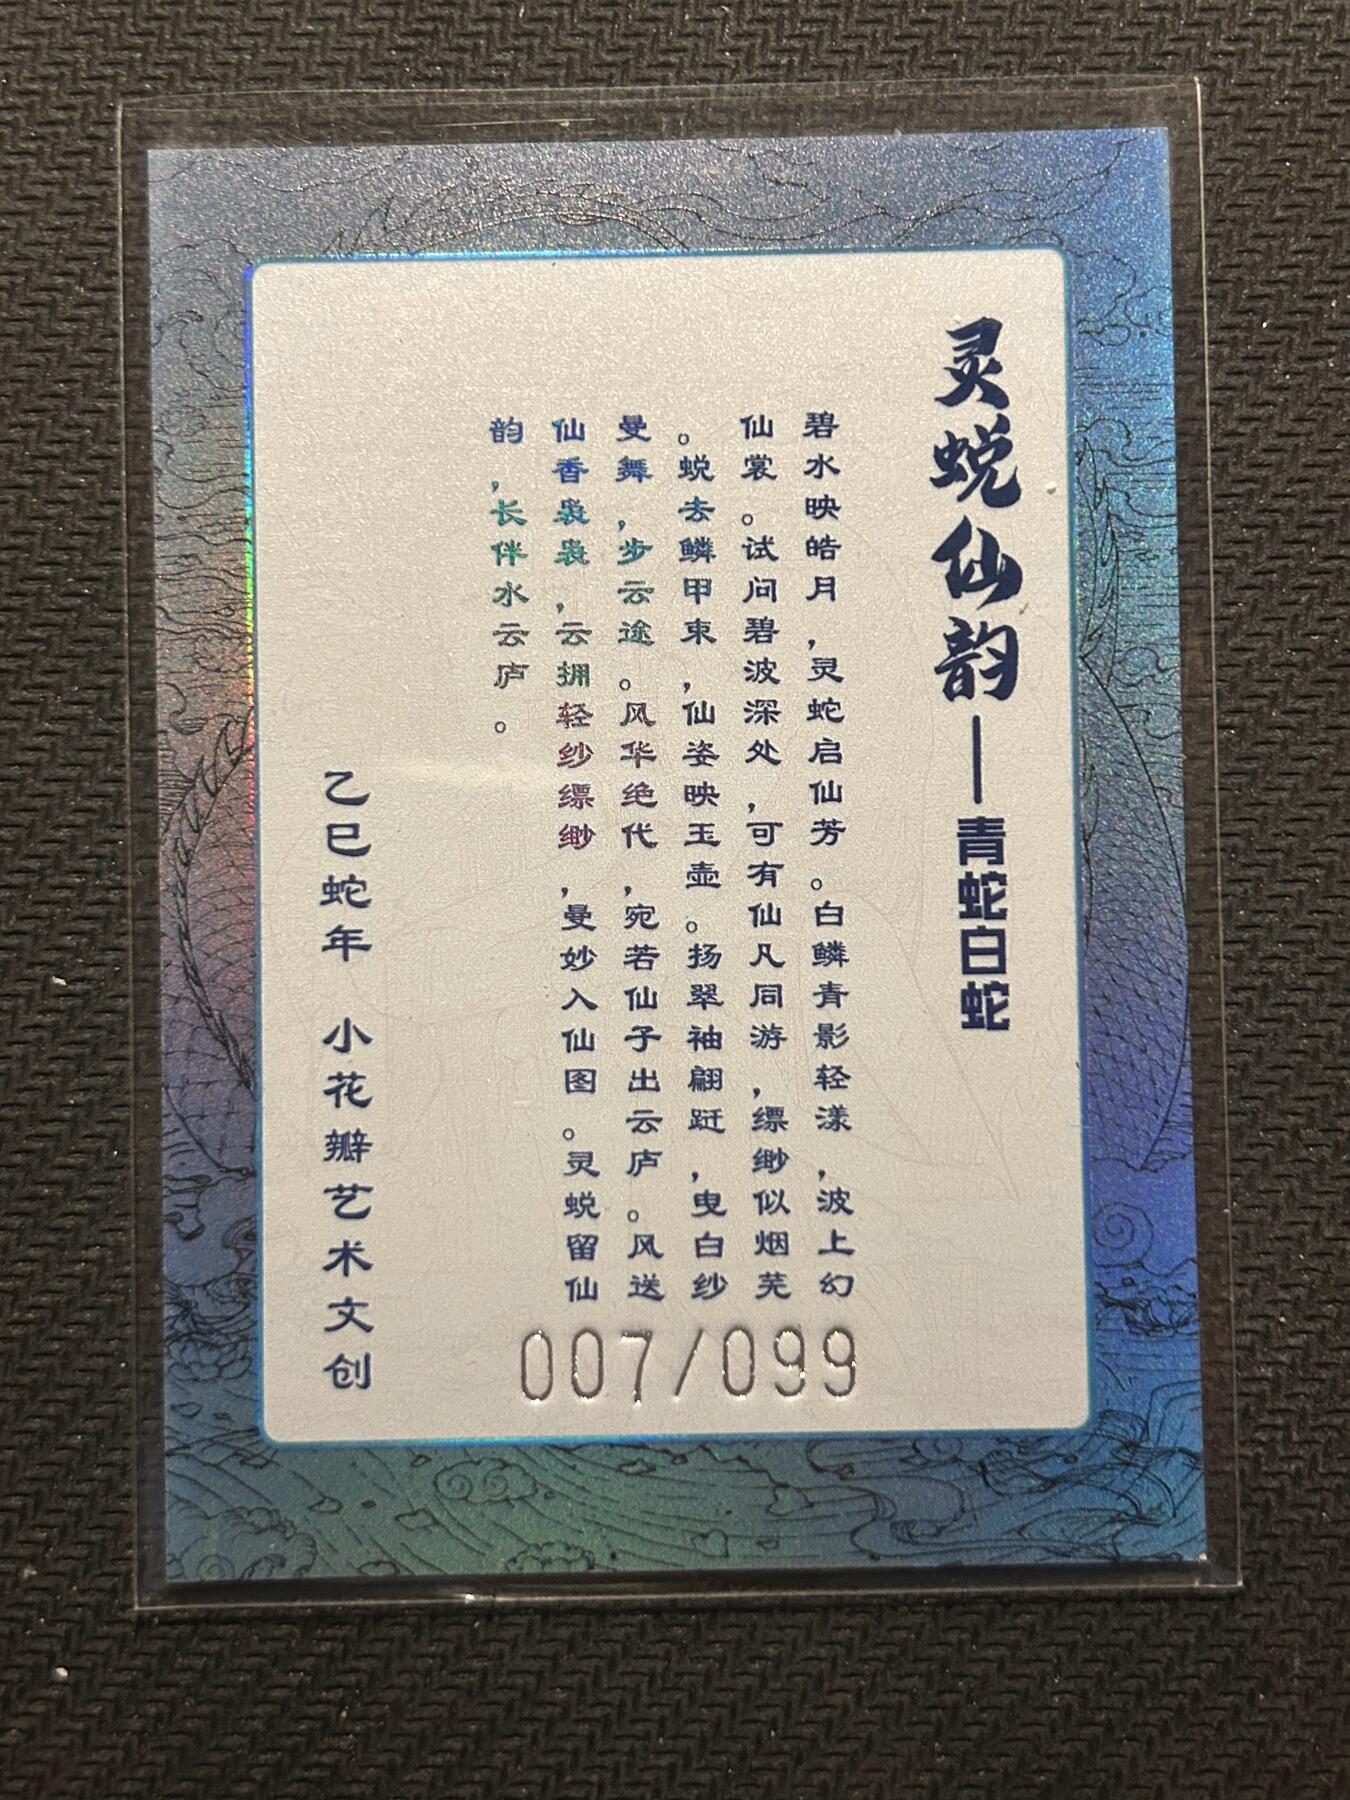 灵蜕仙韵——青蛇白蛇
碧水映皓月，灵蛇启仙芳。白鳞青影轻漾，波上幻
仙裳。试问碧波深处，可有仙凡同游，缥缈似烟芜
。蜕去鳞甲束，仙姿映玉壶。扬翠袖翩跹，曳白纱
曼舞，步云途。风华绝代，宛若仙子出云庐。风送
仙香袅袅，云拥轻纱缥缈，曼妙入仙图。灵蜕留仙
韵，长伴水云庐。
乙巳蛇年 小花瓣艺术文创
007/099